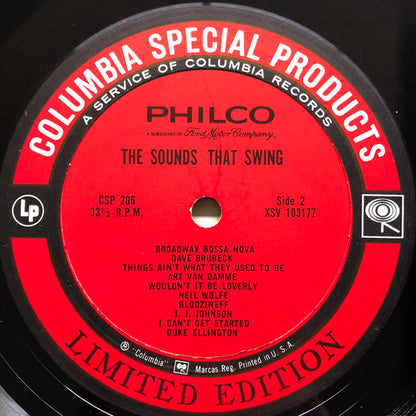 COLUMBIA SPECIAL PRODUCTS
A SERVICE OF COLUMBIA RECORDS
PHILCO
A SUBSIDIARY OF Ford Motor Company,
THE SOUNDS THAT SWING
CSP 206
33⅓ R.P.M.
Side 2
XSV 103177
LP
BROADWAY BOSSA NOVA
DAVE BRUBECK
THINGS AIN'T WHAT THEY USED TO BE
ART VAN DAMME
WOULDN'T IT BE LOVERLY
NEIL WOLFE
BLOOZINEFF
J. J. JOHNSON
I CAN'T GET STARTED
DUKE ELLINGTON
® "Columbia" Marcas Reg. Printed in U. S. A.
LIMITED EDITION